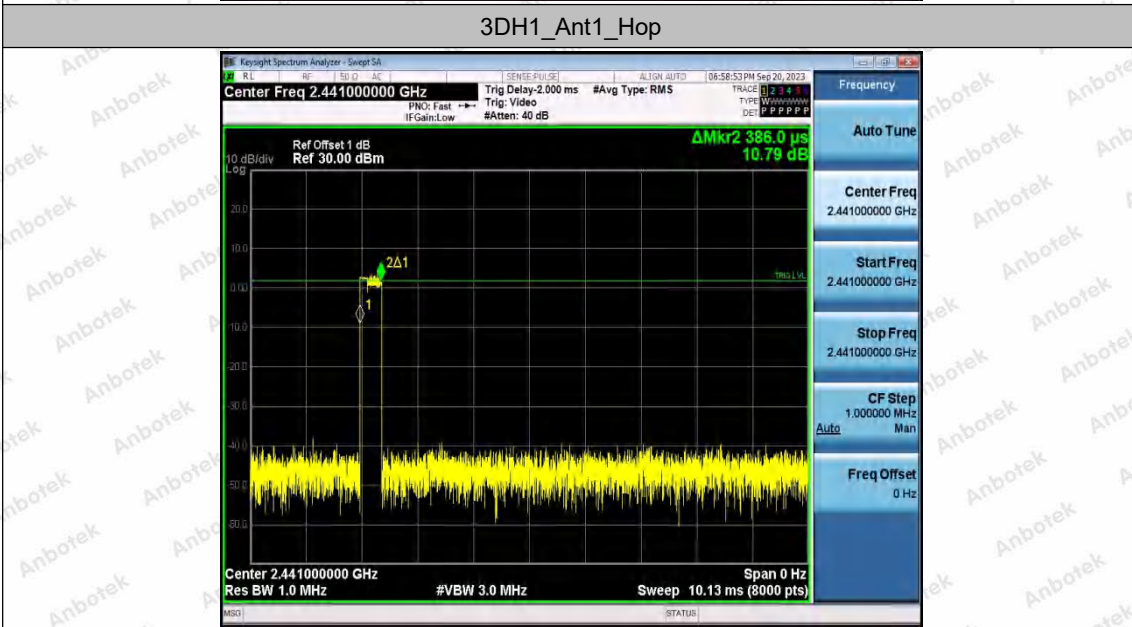 3DH1_Ant1_Hop
Keysight Spectrum Analyzer - Swept SA
RL RF 50 Ω AC SENSE:PULSE ALIGN AUTO 06:58:53 PM Sep 20, 2023
Center Freq 2.441000000 GHz
PNO: Fast
IFGain:Low
Trig Delay-2.000 ms
Trig: Video
#Atten: 40 dB
#Avg Type: RMS
TRACE 1 2 3 4 5 6
TYPE WWWWWW
DET P P P P P P
ΔMkr2 386.0 µs
10.79 dB
Ref Offset 1 dB
10 dB/div Ref 30.00 dBm
Log
20.0
10.0
0.00
-10.0
-20.0
-30.0
-40.0
-50.0
-60.0
2Δ1
1
TRIG LVL
Center 2.441000000 GHz
Span 0 Hz
Res BW 1.0 MHz
#VBW 3.0 MHz
Sweep 10.13 ms (8000 pts)
MSG
STATUS
Frequency
Auto Tune
Center Freq
2.441000000 GHz
Start Freq
2.441000000 GHz
Stop Freq
2.441000000 GHz
CF Step
1.000000 MHz
Auto Man
Freq Offset
0 Hz
Anbotek